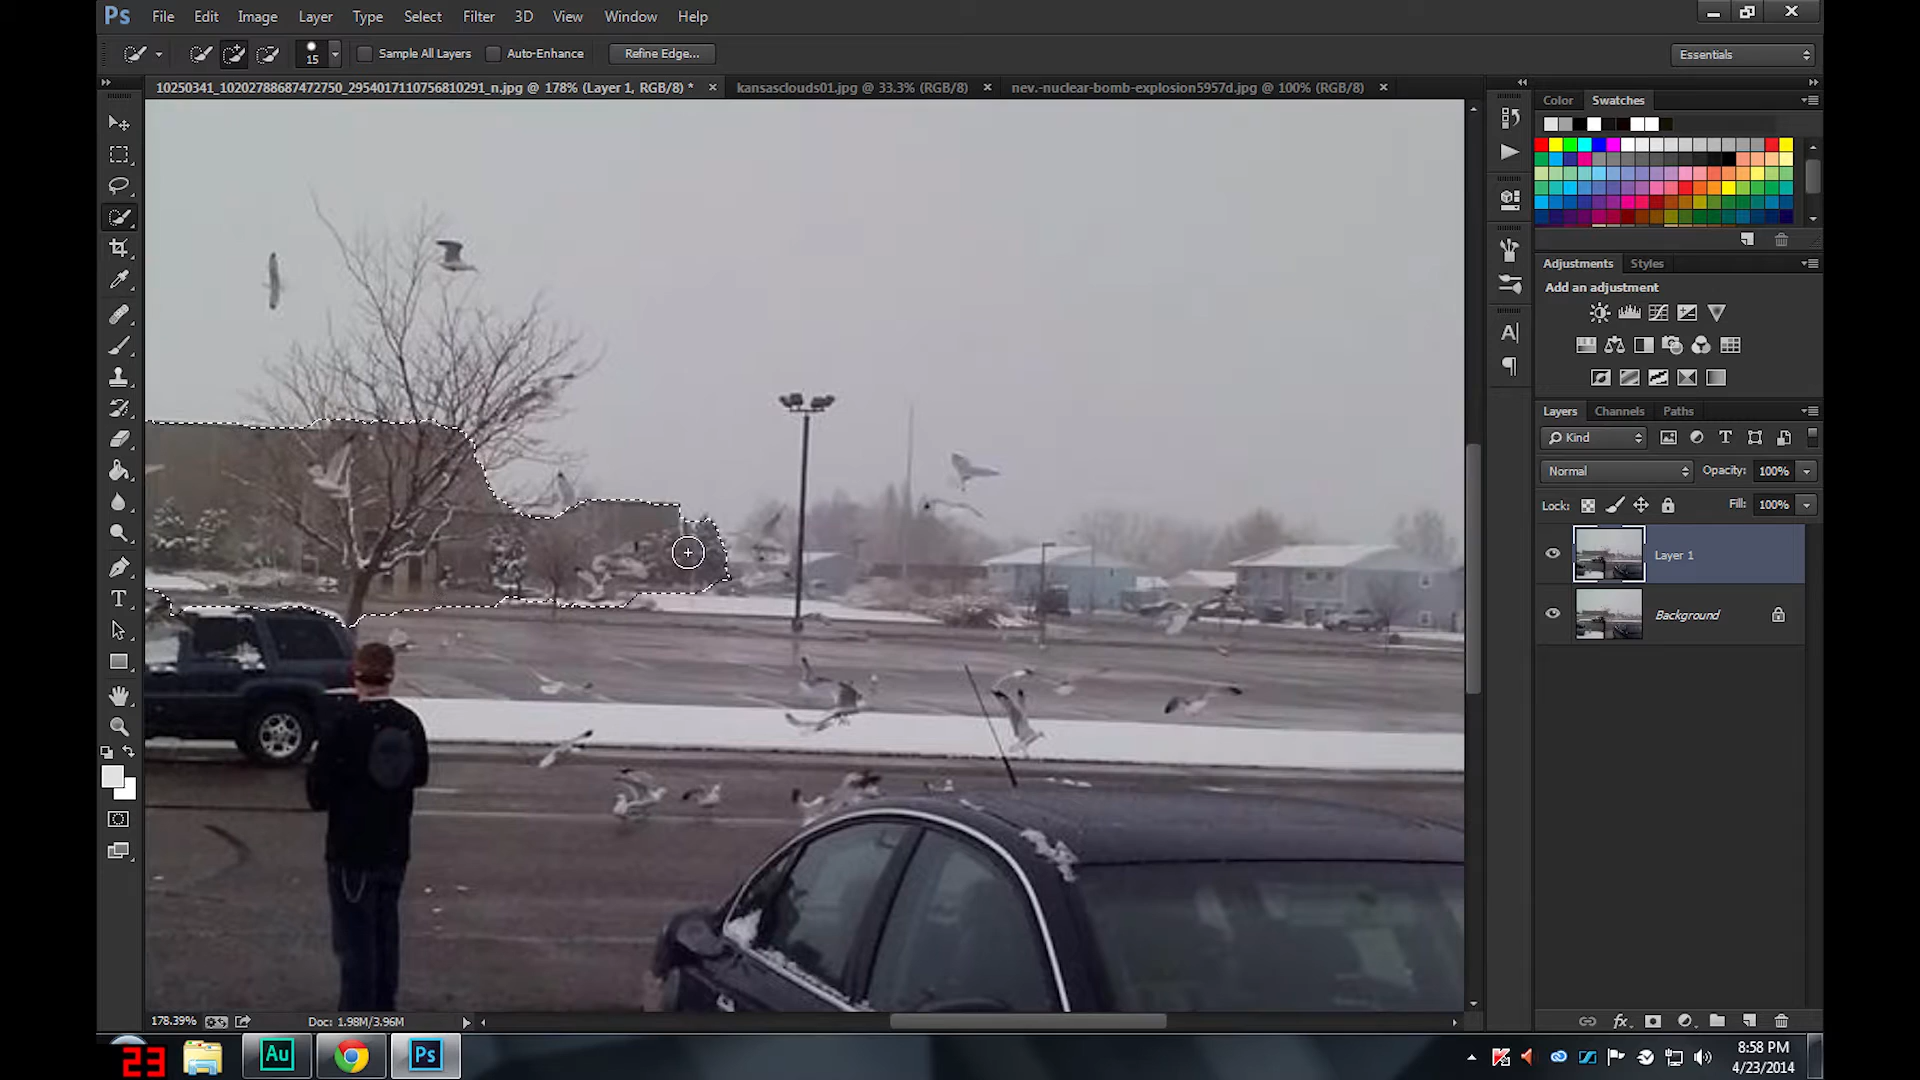 Ps File Edit Image Layer Type Select Filter 3D View Window Help
15 Sample All Layers Auto-Enhance Refine Edge... Essentials
10250341_10202788687472750_2954017110756810291_n.jpg @ 178% (Layer 1, RGB/8) * kansasclouds01.jpg @ 33.3% (RGB/8) nev.-nuclear-bomb-explosion5957d.jpg @ 100% (RGB/8)
Color Swatches
Adjustments Styles
Add an adjustment
Layers Channels Paths
Kind
Normal Opacity: 100%
Lock: Fill: 100%
Layer 1
Background
178.39% Doc: 1.98M/3.96M
23 Au Ps
8:58 PM
4/23/2014